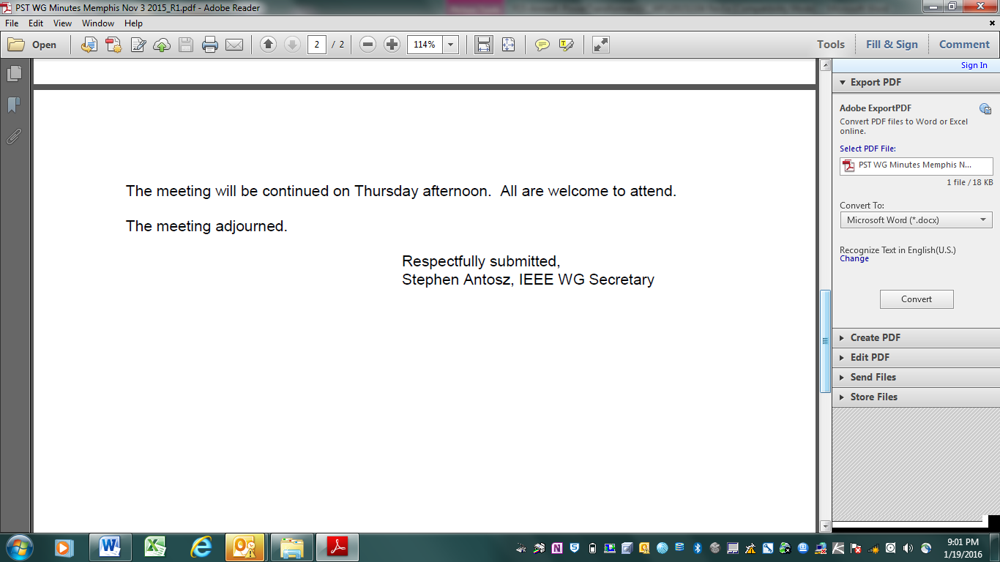 PST WG Minutes Memphis Nov 3 2015_R1.pdf - Adobe Reader
File Edit View Window Help
Open 2 / 2 114% Tools Fill & Sign Comment
Sign In
Export PDF
Adobe ExportPDF
Convert PDF files to Word or Excel
online.
Select PDF File:
PST WG Minutes Memphis N...
1 file / 18 KB
Convert To:
Microsoft Word (*.docx)
Recognize Text in English(U.S.)
Change
Convert
Create PDF
Edit PDF
Send Files
Store Files
The meeting will be continued on Thursday afternoon.  All are welcome to attend.
The meeting adjourned.
Respectfully submitted,
Stephen Antosz, IEEE WG Secretary
9:01 PM
1/19/2016